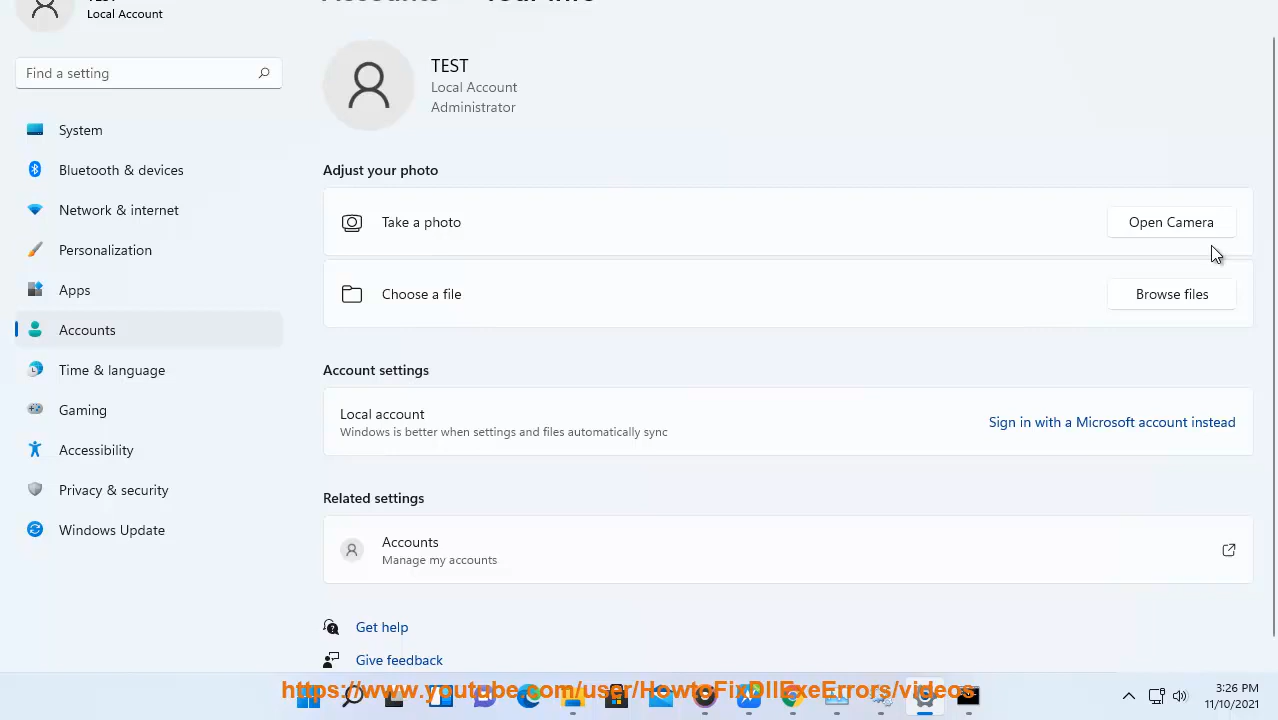 Local Account
Find a setting
System
Bluetooth & devices
Network & internet
Personalization
Apps
Accounts
Time & language
Gaming
Accessibility
Privacy & security
Windows Update
TEST
Local Account
Administrator
Adjust your photo
Take a photo
Open Camera
Choose a file
Browse files
Account settings
Local account
Windows is better when settings and files automatically sync
Sign in with a Microsoft account instead
Related settings
Accounts
Manage my accounts
Get help
Give feedback
https://www.youtube.com/user/HowtoFixDllExeErrors/videos
3:26 PM
11/10/2021